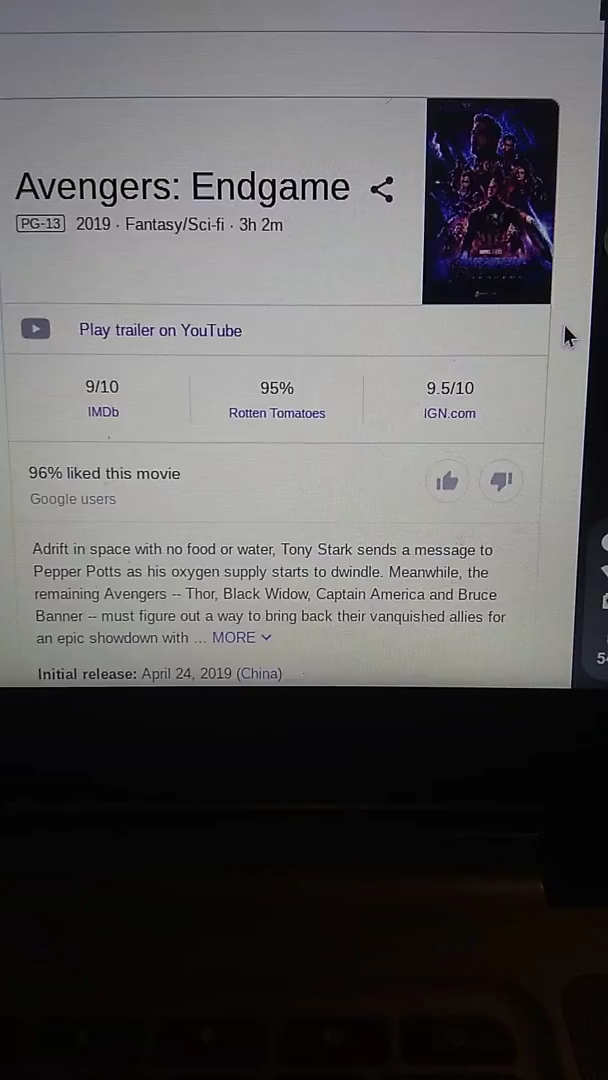 Avengers: Endgame
PG-13 2019 · Fantasy/Sci-fi · 3h 2m
Play trailer on YouTube
9/10 95% 9.5/10
IMDb Rotten Tomatoes IGN.com
96% liked this movie
Google users
Adrift in space with no food or water, Tony Stark sends a message to
Pepper Potts as his oxygen supply starts to dwindle. Meanwhile, the
remaining Avengers -- Thor, Black Widow, Captain America and Bruce
Banner -- must figure out a way to bring back their vanquished allies for
an epic showdown with ... MORE
Initial release: April 24, 2019 (China)